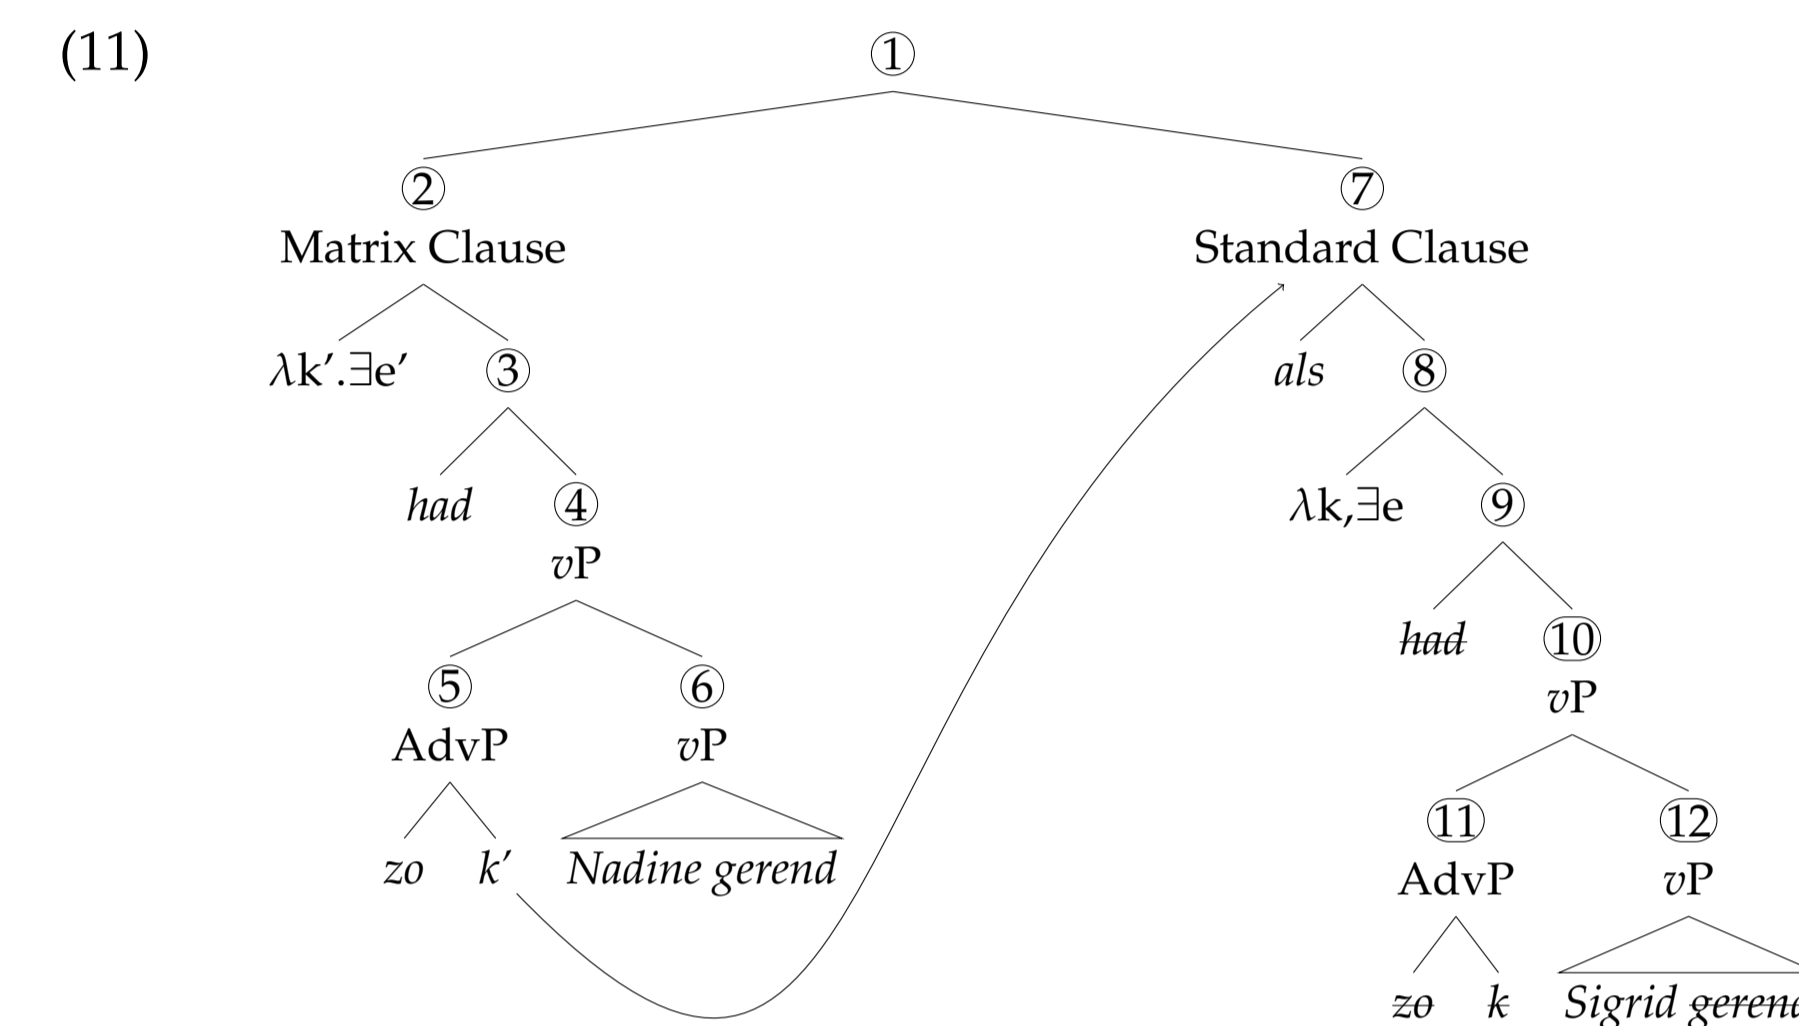 (11)
①
② ⑦
Matrix Clause Standard Clause
λk′.∃e′ ③ als ⑧
had ④ λk,∃e ⑨
vP
had ⑩
vP
⑤ ⑥
AdvP vP
⑪ ⑫
zo k′ Nadine gerend
AdvP vP
zo k Sigrid gerend